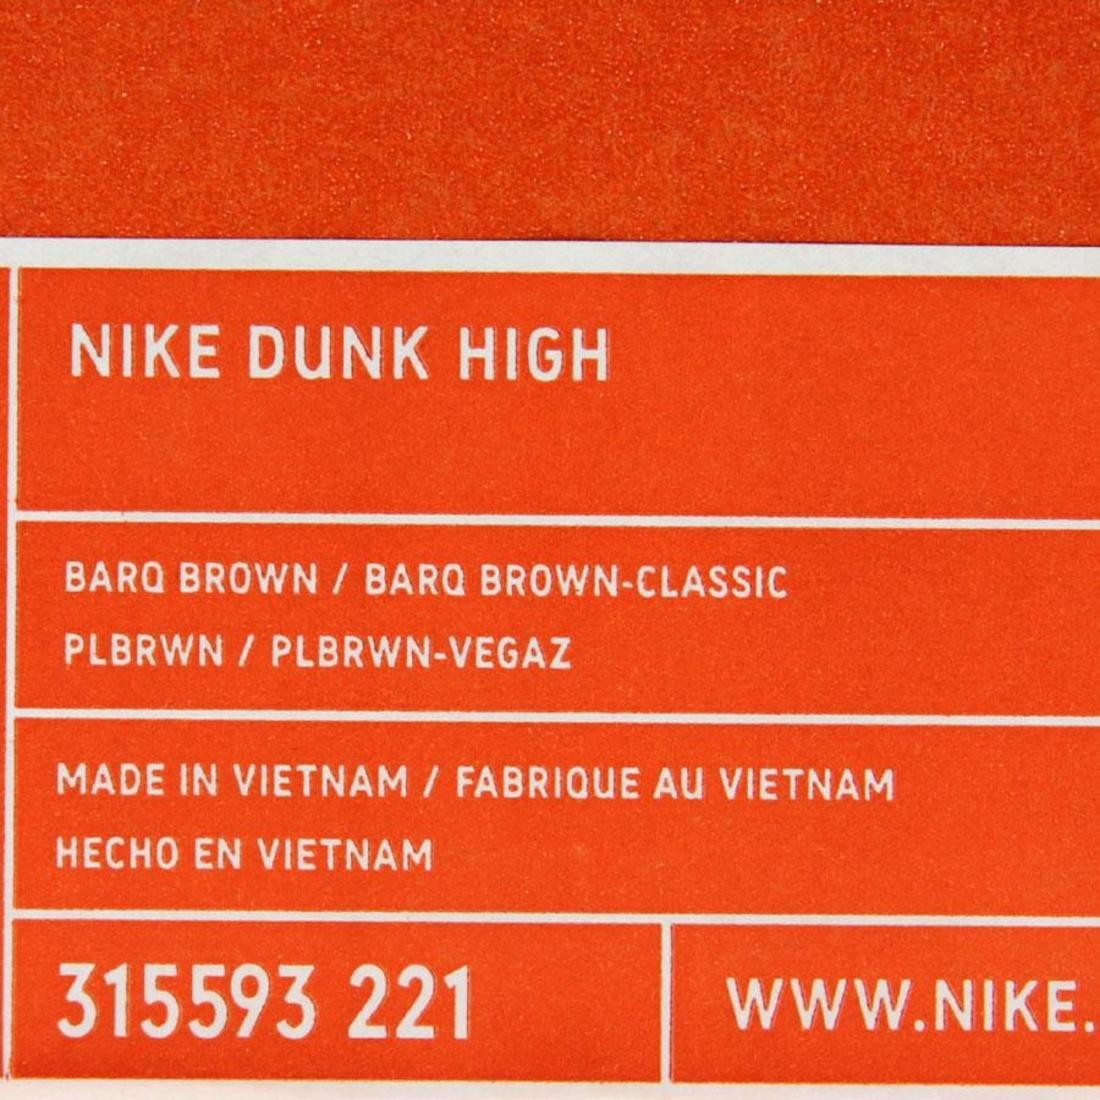 NIKE DUNK HIGH
BARQ BROWN / BARQ BROWN-CLASSIC
PLBRWN / PLBRWN-VEGAZ
MADE IN VIETNAM / FABRIQUE AU VIETNAM
HECHO EN VIETNAM
315593 221
WWW.NIKE.